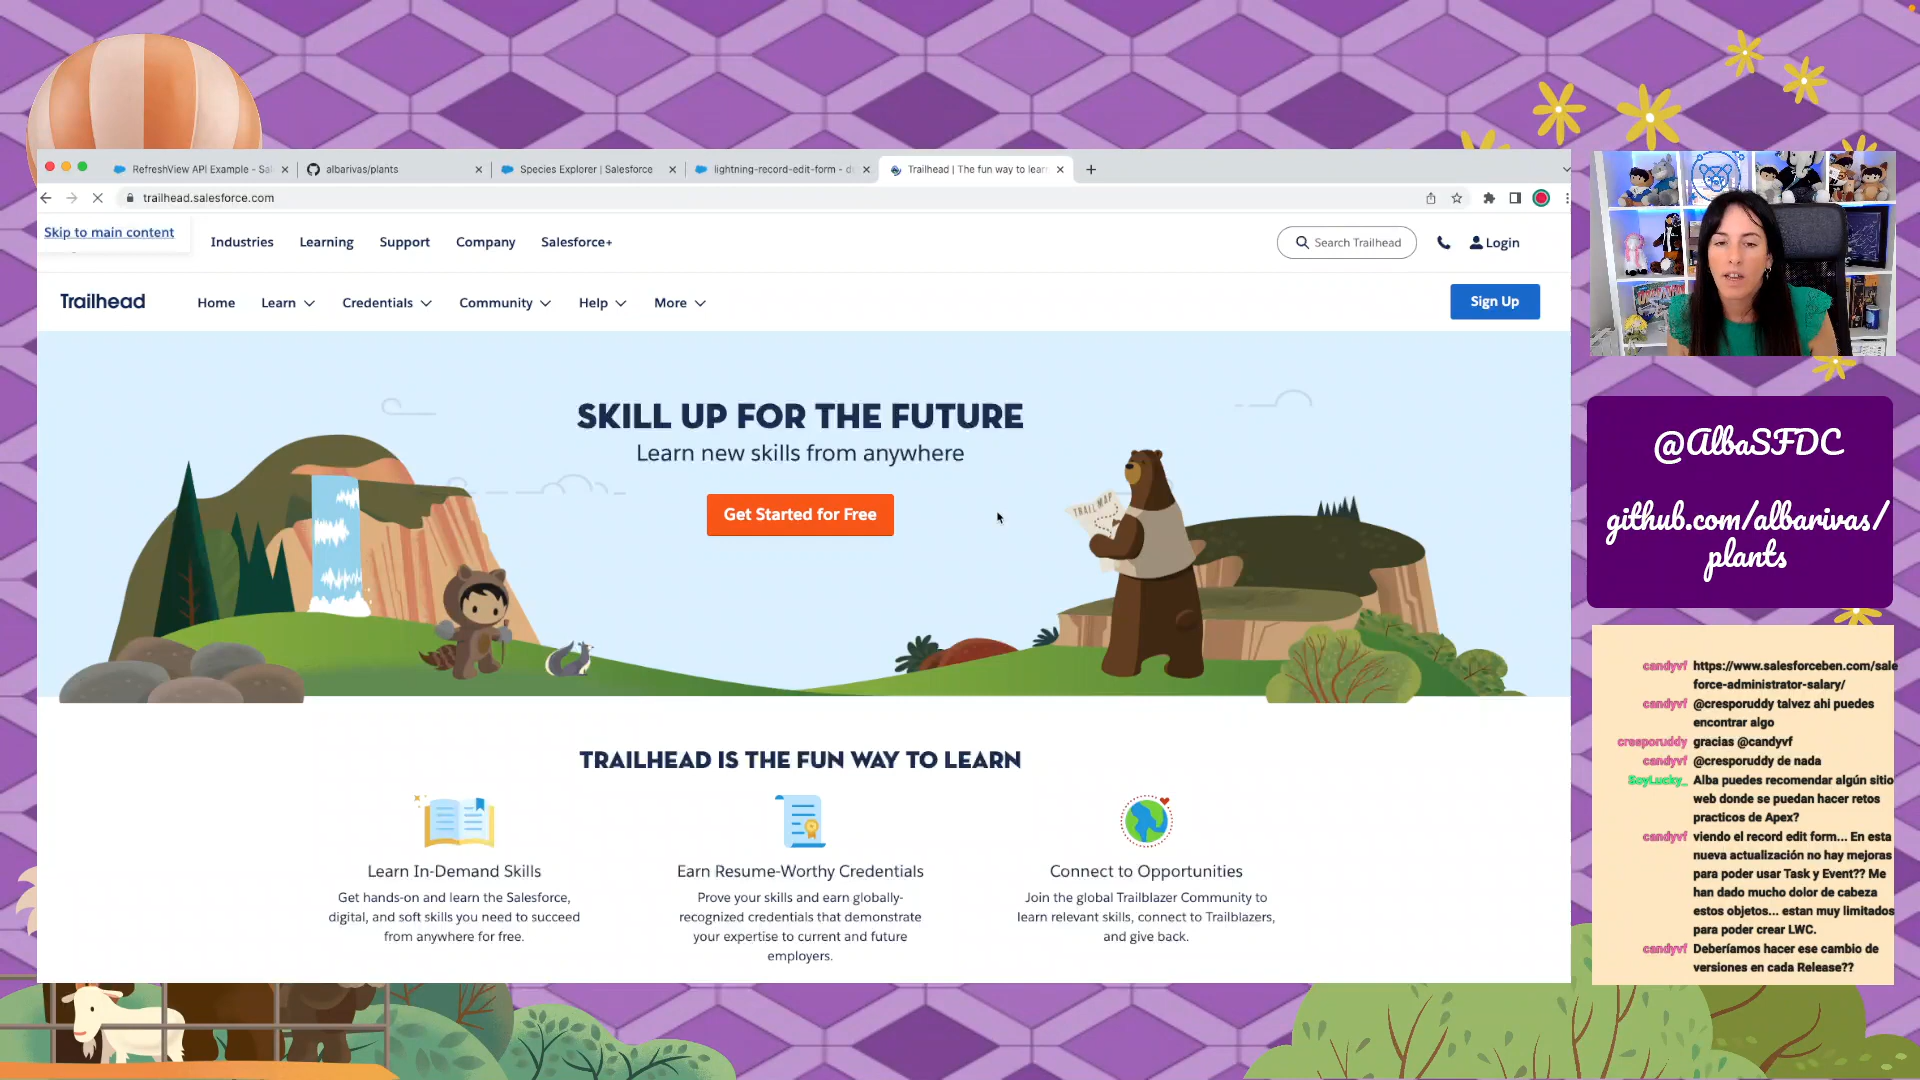 RefreshView API Example - Sal
albarivas/plants
Species Explorer | Salesforce
lightning-record-edit-form - d
Trailhead | The fun way to lear
trailhead.salesforce.com
Skip to main content
Industries
Learning
Support
Company
Salesforce+
Search Trailhead
Login
Trailhead
Home
Learn
Credentials
Community
Help
More
Sign Up
SKILL UP FOR THE FUTURE
Learn new skills from anywhere
Get Started for Free
TRAIL MAP
TRAILHEAD IS THE FUN WAY TO LEARN
Learn In-Demand Skills
Get hands-on and learn the Salesforce,
digital, and soft skills you need to succeed
from anywhere for free.
Earn Resume-Worthy Credentials
Prove your skills and earn globally-
recognized credentials that demonstrate
your expertise to current and future
employers.
Connect to Opportunities
Join the global Trailblazer Community to
learn relevant skills, connect to Trailblazers,
and give back.
@AlbaSFDC
github.com/albarivas/
plants
candyvf https://www.salesforceben.com/sale
force-administrator-salary/
candyvf @cresporuddy talvez ahi puedes
encontrar algo
cresporuddy gracias @candyvf
candyvf @cresporuddy de nada
SoyLucky_ Alba puedes recomendar algún sitio
web donde se puedan hacer retos
practicos de Apex?
candyvf viendo el record edit form... En esta
nueva actualización no hay mejoras
para poder usar Task y Event?? Me
han dado mucho dolor de cabeza
estos objetos... estan muy limitados
para poder crear LWC.
candyvf Deberíamos hacer ese cambio de
versiones en cada Release??